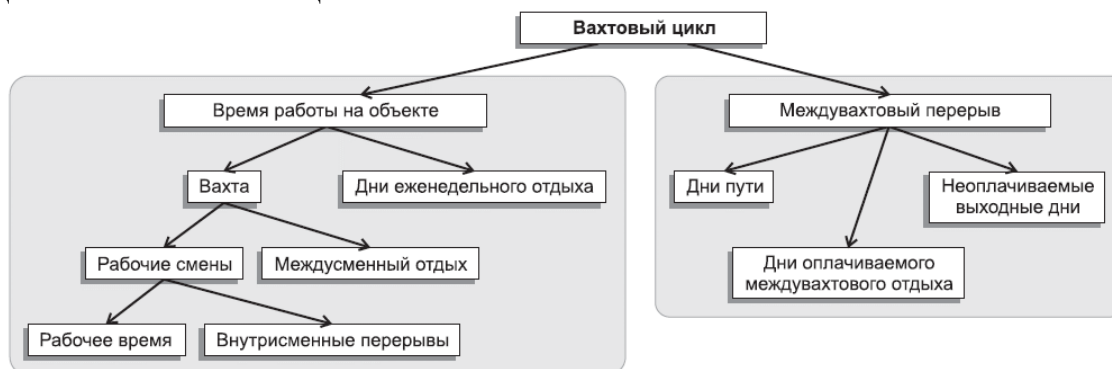 Вахтовый цикл
Время работы на объекте
Междувахтовый перерыв
Вахта
Дни еженедельного отдыха
Дни пути
Неоплачиваемые
выходные дни
Рабочие смены
Междусменный отдых
Дни оплачиваемого
междувахтового отдыха
Рабочее время
Внутрисменные перерывы